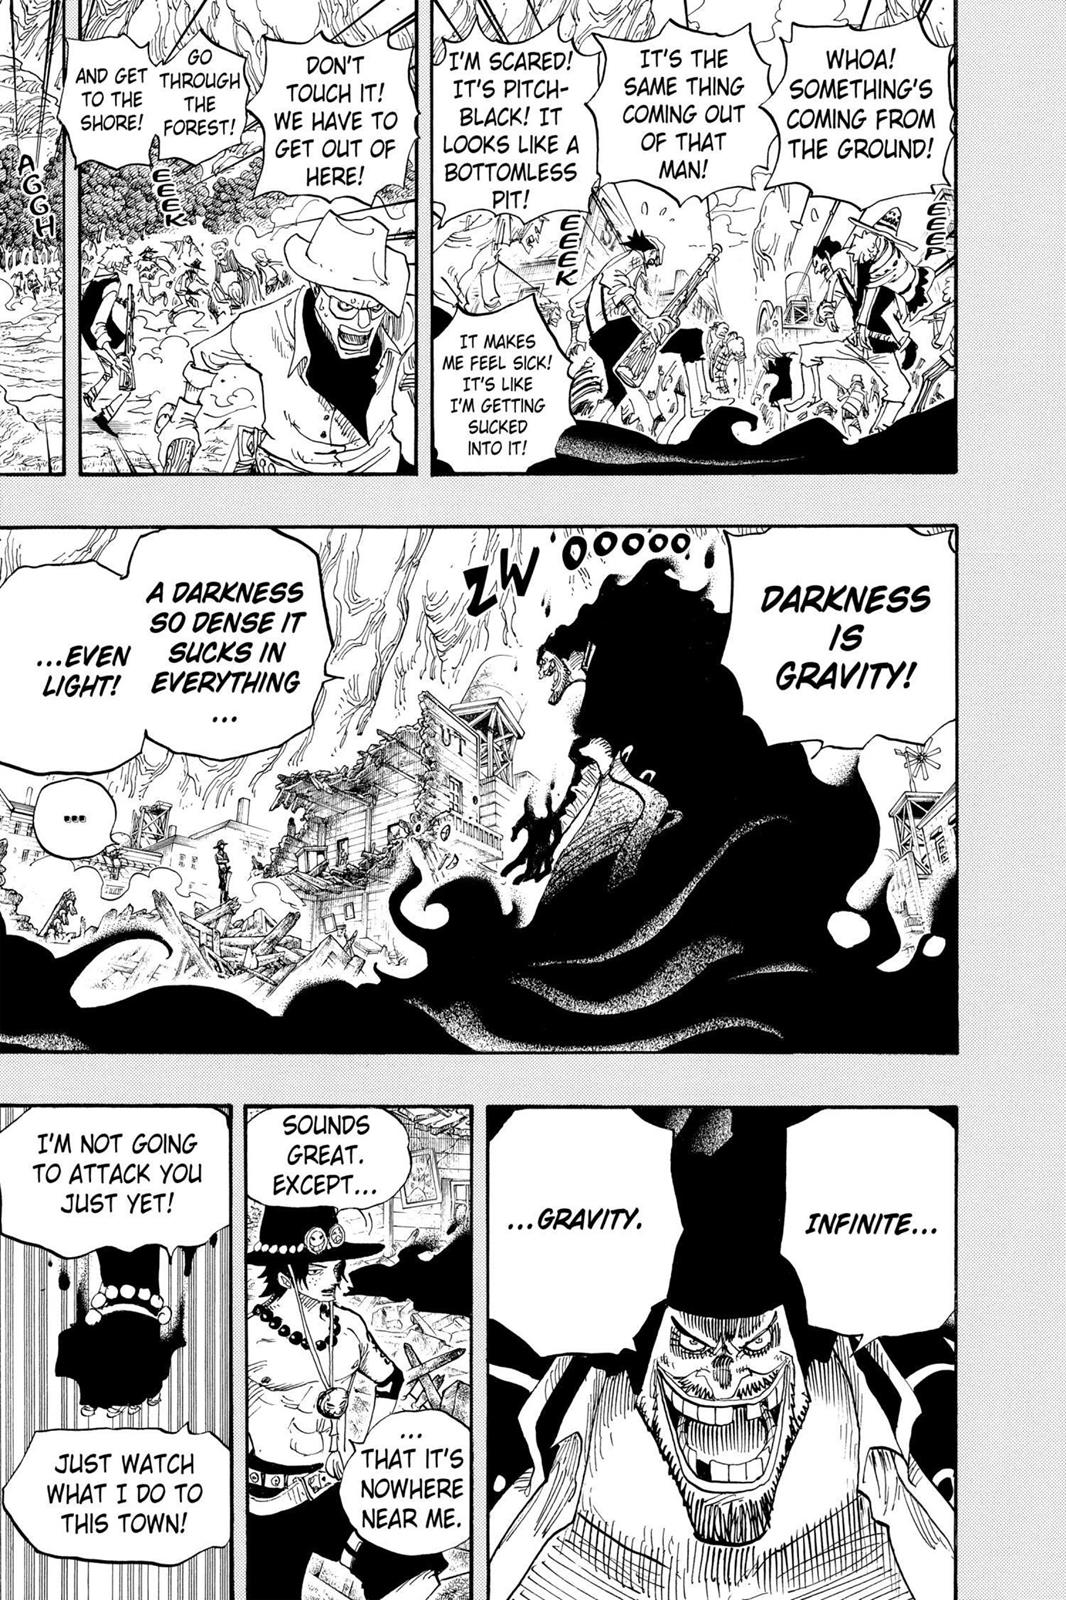 WHOA!
SOMETHING'S
COMING FROM
THE GROUND!
EEEP
IT'S THE
SAME THING
COMING OUT
OF THAT
MAN!
I'M SCARED!
IT'S PITCH-
BLACK! IT
LOOKS LIKE A
BOTTOMLESS
PIT!
EEEK
IT MAKES
ME FEEL SICK!
IT'S LIKE
I'M GETTING
SUCKED
INTO IT!
DON'T
TOUCH IT!
WE HAVE TO
GET OUT OF
HERE!
GO
THROUGH
THE
FOREST!
EEEK
AND GET
TO THE
SHORE!
AGGH
DARKNESS
IS
GRAVITY!
ZWOOOOOO
A DARKNESS
SO DENSE IT
SUCKS IN
EVERYTHING
...
...EVEN
LIGHT!
UT
...
INFINITE...
...GRAVITY.
SOUNDS
GREAT.
EXCEPT...
...
THAT IT'S
NOWHERE
NEAR ME.
I'M NOT GOING
TO ATTACK YOU
JUST YET!
JUST WATCH
WHAT I DO TO
THIS TOWN!